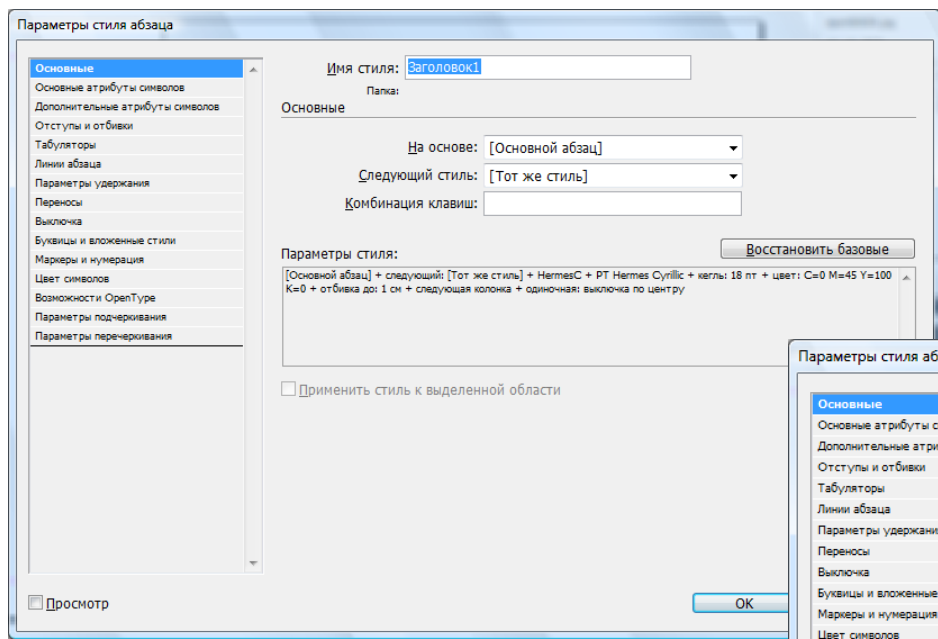 Параметры стиля абзаца
Основные
Основные атрибуты символов
Дополнительные атрибуты символов
Отступы и отбивки
Табуляторы
Линии абзаца
Параметры удержания
Переносы
Выключка
Буквицы и вложенные стили
Маркеры и нумерация
Цвет символов
Возможности OpenType
Параметры подчеркивания
Параметры перечеркивания
Имя стиля: Заголовок1
Папка:
Основные
На основе: [Основной абзац]
Следующий стиль: [Тот же стиль]
Комбинация клавиш:
Параметры стиля:
Восстановить базовые
[Основной абзац] + следующий: [Тот же стиль] + HermesC + PT Hermes Cyrillic + кегль: 18 пт + цвет: C=0 M=45 Y=100
K=0 + отбивка до: 1 см + следующая колонка + одиночная: выключка по центру
Применить стиль к выделенной области
Просмотр
OK
Параметры стиля аб
Основные
Основные атрибуты с
Дополнительные атри
Отступы и отбивки
Табуляторы
Линии абзаца
Параметры удержани
Переносы
Выключка
Буквицы и вложенные
Маркеры и нумерация
Цвет символов